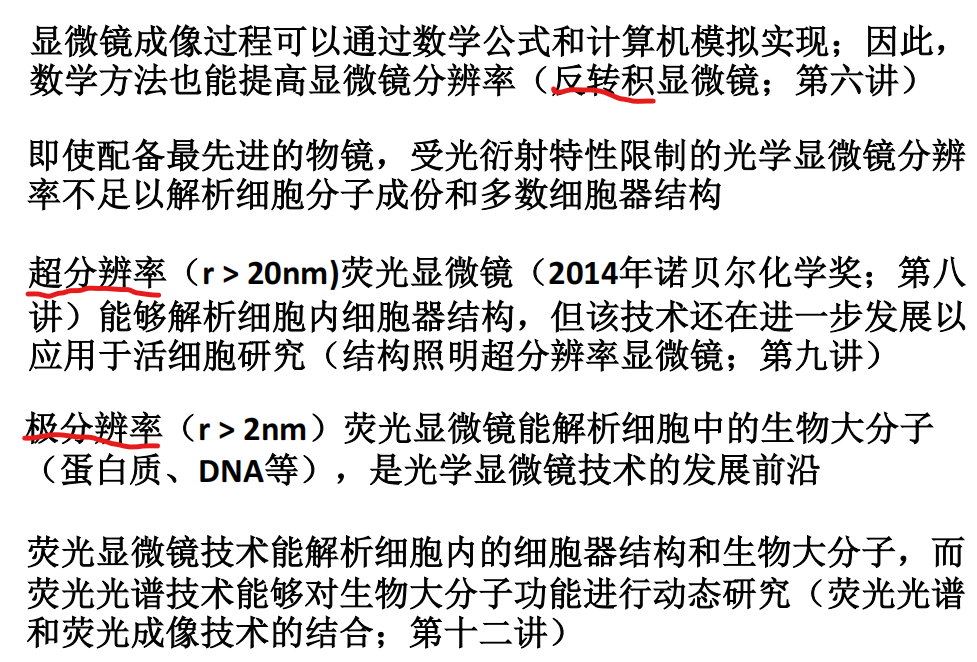 显微镜成像过程可以通过数学公式和计算机模拟实现；因此，
数学方法也能提高显微镜分辨率（反转积显微镜；第六讲）
即使配备最先进的物镜，受光衍射特性限制的光学显微镜分辨
率不足以解析细胞分子成份和多数细胞器结构
超分辨率（r > 20nm)荧光显微镜（2014年诺贝尔化学奖；第八
讲）能够解析细胞内细胞器结构，但该技术还在进一步发展以
应用于活细胞研究（结构照明超分辨率显微镜；第九讲）
极分辨率（r > 2nm）荧光显微镜能解析细胞中的生物大分子
（蛋白质、DNA等），是光学显微镜技术的发展前沿
荧光显微镜技术能解析细胞内的细胞器结构和生物大分子，而
荧光光谱技术能够对生物大分子功能进行动态研究（荧光光谱
和荧光成像技术的结合；第十二讲）